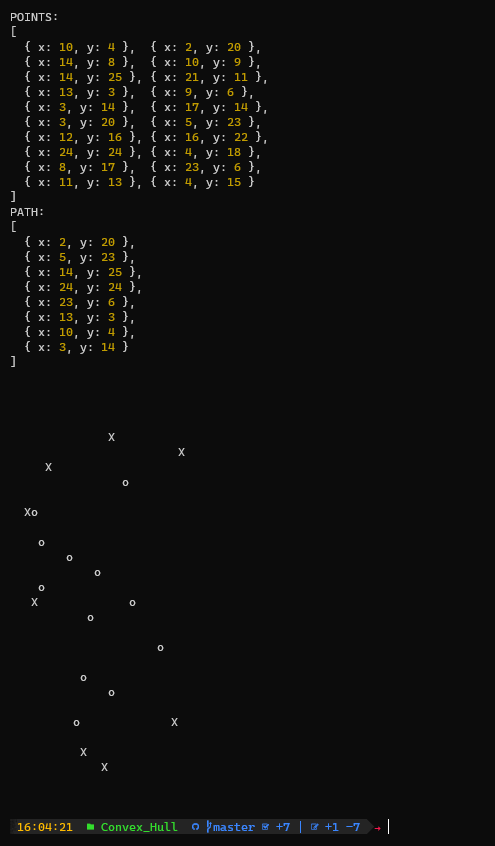 POINTS:
[
  { x: 10, y: 4 },  { x: 2, y: 20 },
  { x: 14, y: 8 },  { x: 10, y: 9 },
  { x: 14, y: 25 }, { x: 21, y: 11 },
  { x: 13, y: 3 },  { x: 9, y: 6 },
  { x: 3, y: 14 },  { x: 17, y: 14 },
  { x: 3, y: 20 },  { x: 5, y: 23 },
  { x: 12, y: 16 }, { x: 16, y: 22 },
  { x: 24, y: 24 }, { x: 4, y: 18 },
  { x: 8, y: 17 },  { x: 23, y: 6 },
  { x: 11, y: 13 }, { x: 4, y: 15 }
]
PATH:
[
  { x: 2, y: 20 },
  { x: 5, y: 23 },
  { x: 14, y: 25 },
  { x: 24, y: 24 },
  { x: 23, y: 6 },
  { x: 13, y: 3 },
  { x: 10, y: 4 },
  { x: 3, y: 14 }
]
X
X
X
o
Xo
o
o
o
o
X o
o
o
o
o
o X
X
X
16:04:21 Convex_Hull master +7 | +1 -7 →